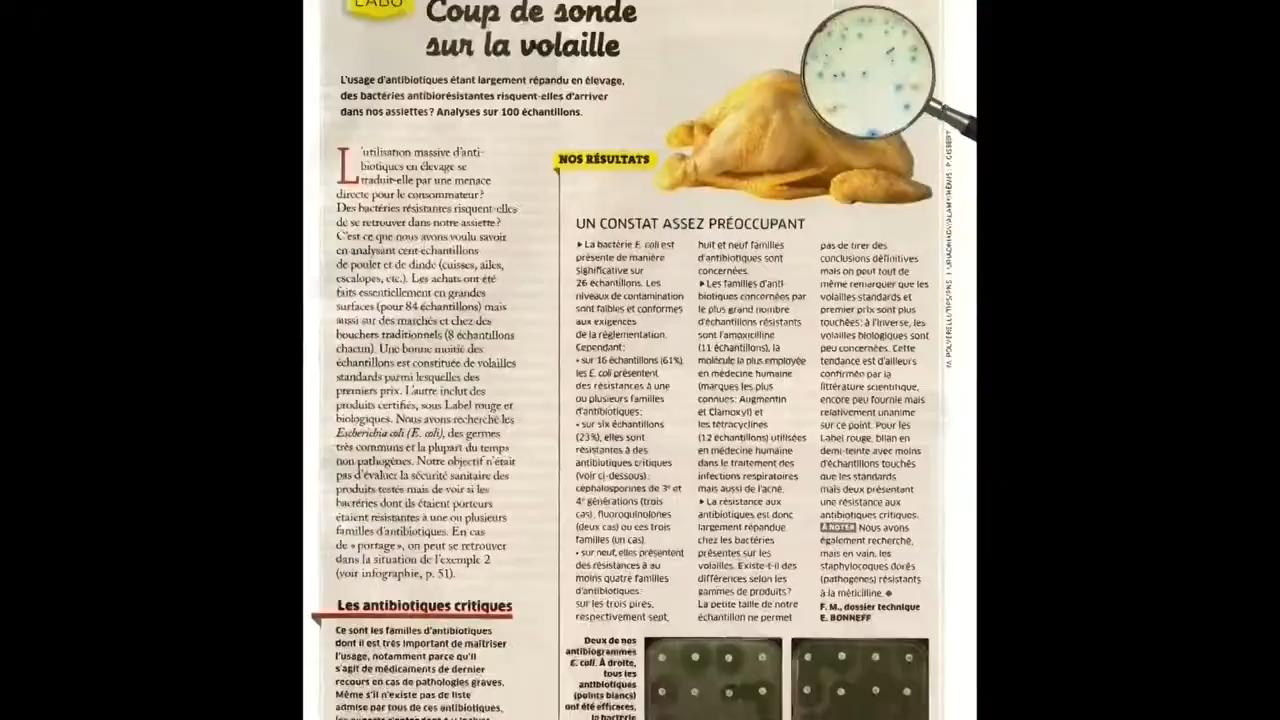 LABO
Coup de sonde
sur la volaille
L'usage d'antibiotiques étant largement répandu en élevage,
des bactéries antibiorésistantes risquent-elles d'arriver
dans nos assiettes? Analyses sur 100 échantillons.
L'utilisation massive d'anti-
biotiques en élevage se
traduit-elle par une menace
directe pour le consommateur?
Des bactéries résistantes risquent-elles
de se retrouver dans notre assiette?
C'est ce que nous avons voulu savoir
en analysant cent échantillons
de poulet et de dinde (cuisses, ailes,
escalopes, etc.). Les achats ont été
faits essentiellement en grandes
surfaces (pour 84 échantillons) mais
aussi sur des marchés et chez des
bouchers traditionnels (8 échantillons
chacun). Une bonne moitié des
échantillons est constituée de volailles
standards parmi lesquelles des
premiers prix. L'autre inclut des
produits certifiés, sous Label rouge et
biologiques. Nous avons recherché les
Escherichia coli (E. coli), des germes
très communs et la plupart du temps
non pathogènes. Notre objectif n'était
pas d'évaluer la sécurité sanitaire des
produits testés mais de voir si les
bactéries dont ils étaient porteurs
étaient résistantes à une ou plusieurs
familles d'antibiotiques. En cas
de « portage », on peut se retrouver
dans la situation de l'exemple 2
(voir infographie, p. 51).
Les antibiotiques critiques
Ce sont les familles d'antibiotiques
dont il est très important de maîtriser
l'usage, notamment parce qu'il
s'agit de médicaments de dernier
recours en cas de pathologies graves.
Même s'il n'existe pas de liste
admise par tous de ces antibiotiques,
NOS RÉSULTATS
UN CONSTAT ASSEZ PRÉOCCUPANT
▸ La bactérie E. coli est
présente de manière
significative sur
26 échantillons. Les
niveaux de contamination
sont faibles et conformes
aux exigences
de la réglementation.
Cependant:
• sur 16 échantillons (61%),
les E. coli présentent
des résistances à une
ou plusieurs familles
d'antibiotiques;
• sur six échantillons
(23%), elles sont
résistantes à des
antibiotiques critiques
(voir ci-dessous):
céphalosporines de 3e et
4e générations (trois
cas), fluoroquinolones
(deux cas) ou ces trois
familles (un cas).
• sur neuf, elles présentent
des résistances à au
moins quatre familles
d'antibiotiques:
sur les trois pires,
respectivement sept,
huit et neuf familles
d'antibiotiques sont
concernées.
▸ Les familles d'anti-
biotiques concernées par
le plus grand nombre
d'échantillons résistants
sont l'amoxicilline
(11 échantillons), la
molécule la plus employée
en médecine humaine
(marques les plus
connues: Augmentin
et Clamoxyl) et
les tétracyclines
(12 échantillons) utilisées
en médecine humaine
dans le traitement des
infections respiratoires
mais aussi de l'acné.
▸ La résistance aux
antibiotiques est donc
largement répandue
chez les bactéries
présentes sur les
volailles. Existe-t-il des
différences selon les
gammes de produits?
La petite taille de notre
échantillon ne permet
pas de tirer des
conclusions définitives
mais on peut tout de
même remarquer que les
volailles standards et
premier prix sont plus
touchées; à l'inverse, les
volailles biologiques sont
peu concernées. Cette
tendance est d'ailleurs
confirmée par la
littérature scientifique,
encore peu fournie mais
relativement unanime
sur ce point. Pour les
Label rouge, bilan en
demi-teinte avec moins
d'échantillons touchés
que les standards
mais deux présentant
une résistance aux
antibiotiques critiques.
À NOTER Nous avons
également recherché,
mais en vain, les
staphylocoques dorés
(pathogènes) résistants
à la méticilline. ◆
F. M., dossier technique
E. BONNEFF
Deux de nos
antibiogrammes
E. coli. À droite,
tous les
antibiotiques
(points blancs)
ont été efficaces,
la bactérie